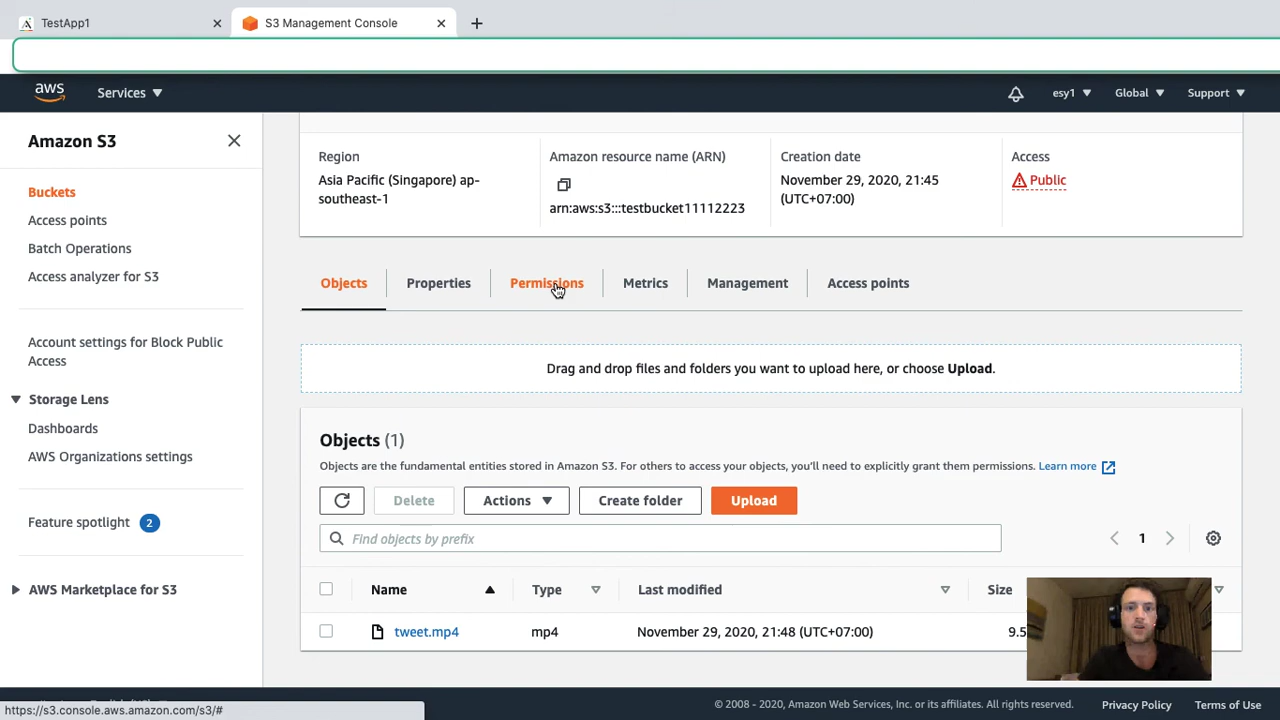 TestApp1
S3 Management Console
aws
Services
esy1
Global
Support
Amazon S3
Buckets
Access points
Batch Operations
Access analyzer for S3
Account settings for Block Public
Access
Storage Lens
Dashboards
AWS Organizations settings
Feature spotlight 2
AWS Marketplace for S3
Region
Asia Pacific (Singapore) ap-
southeast-1
Amazon resource name (ARN)
arn:aws:s3:::testbucket11112223
Creation date
November 29, 2020, 21:45
(UTC+07:00)
Access
Public
Objects
Properties
Permissions
Metrics
Management
Access points
Drag and drop files and folders you want to upload here, or choose Upload.
Objects (1)
Objects are the fundamental entities stored in Amazon S3. For others to access your objects, you'll need to explicitly grant them permissions. Learn more
Delete
Actions
Create folder
Upload
Find objects by prefix
1
Name
Type
Last modified
Size
tweet.mp4
mp4
November 29, 2020, 21:48 (UTC+07:00)
9.5
https://s3.console.aws.amazon.com/s3/#
© 2008 - 2020, Amazon Web Services, Inc. or its affiliates. All rights reserved.
Privacy Policy
Terms of Use